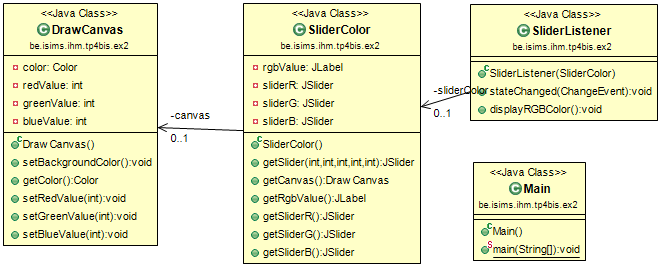 <<Java Class>>
DrawCanvas
be.isims.ihm.tp4bis.ex2
color: Color
redValue: int
greenValue: int
blueValue: int
DrawCanvas()
setBackgroundColor():void
getColor():Color
setRedValue(int):void
setGreenValue(int):void
setBlueValue(int):void
-canvas
0..1
<<Java Class>>
SliderColor
be.isims.ihm.tp4bis.ex2
rgbValue: JLabel
sliderR: JSlider
sliderG: JSlider
sliderB: JSlider
SliderColor()
getSlider(int,int,int,int,int):JSlider
getCanvas():DrawCanvas
getRgbValue():JLabel
getSliderR():JSlider
getSliderG():JSlider
getSliderB():JSlider
-sliderColor
0..1
<<Java Class>>
SliderListener
be.isims.ihm.tp4bis.ex2
SliderListener(SliderColor)
stateChanged(ChangeEvent):void
displayRGBColor():void
<<Java Class>>
Main
be.isims.ihm.tp4bis.ex2
Main()
main(String[]):void